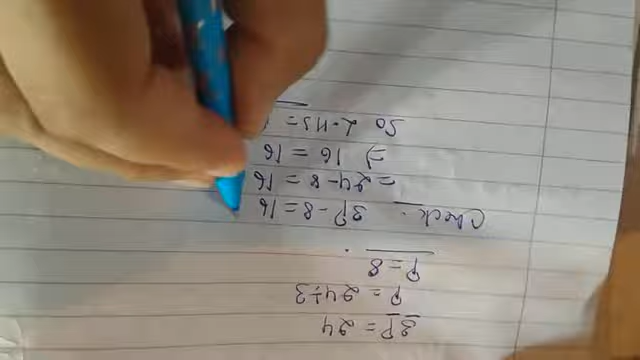 3P = 24
P = 24÷3
P = 8
Check. 3P-8 = 16
= 24-8 = 16
⇒ 16 = 16
So L.H.S =